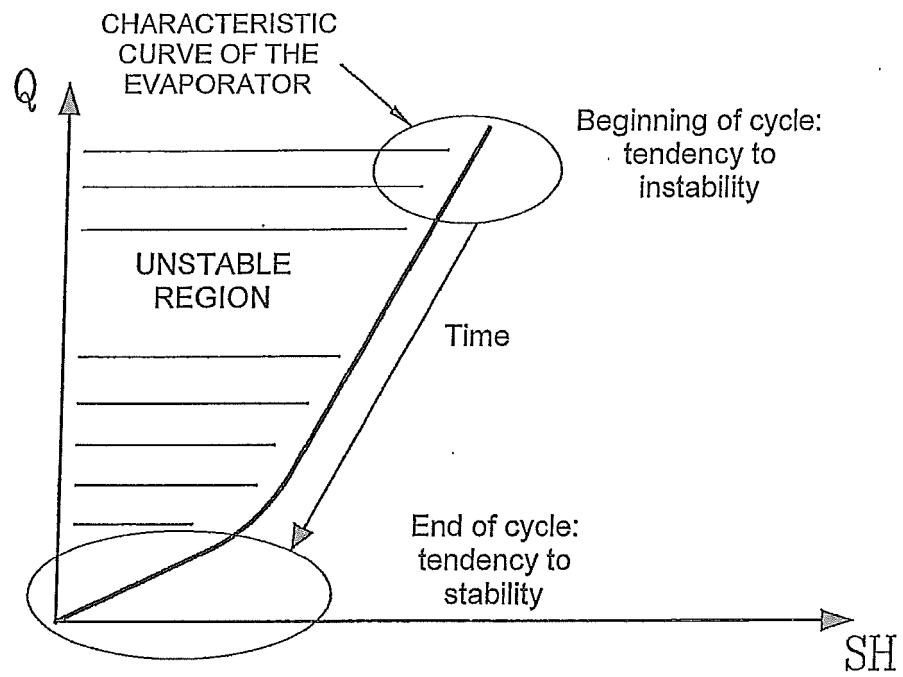 CHARACTERISTIC
CURVE OF THE
EVAPORATOR
Q
Beginning of cycle:
tendency to
instability
UNSTABLE
REGION
Time
End of cycle:
tendency to
stability
SH